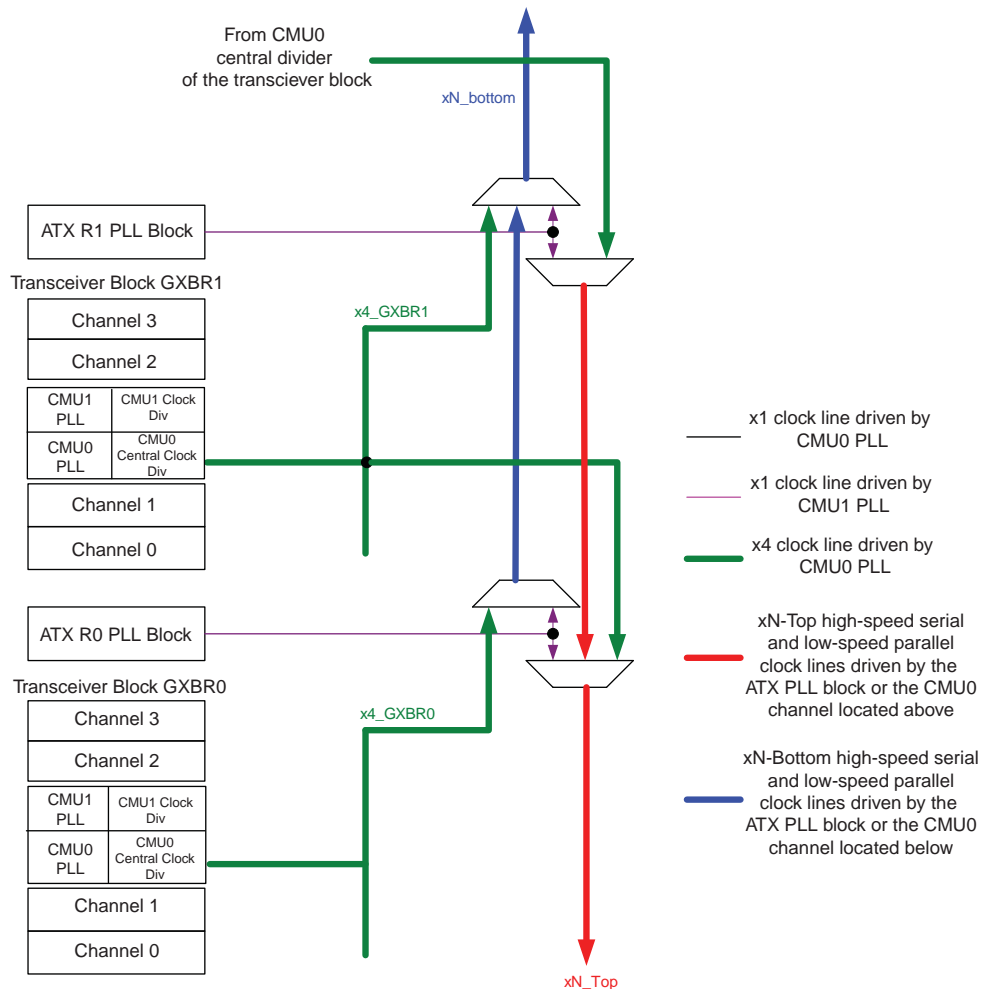 From CMU0
central divider
of the transciever block
xN_bottom
ATX R1 PLL Block
Transceiver Block GXBR1
Channel 3
Channel 2
CMU1
PLL
CMU1 Clock
Div
CMU0
PLL
CMU0
Central Clock
Div
Channel 1
Channel 0
x4_GXBR1
ATX R0 PLL Block
Transceiver Block GXBR0
Channel 3
Channel 2
CMU1
PLL
CMU1 Clock
Div
CMU0
PLL
CMU0
Central Clock
Div
Channel 1
Channel 0
x4_GXBR0
xN_Top
x1 clock line driven by
CMU0 PLL
x1 clock line driven by
CMU1 PLL
x4 clock line driven by
CMU0 PLL
xN-Top high-speed serial
and low-speed parallel
clock lines driven by the
ATX PLL block or the CMU0
channel located above
xN-Bottom high-speed serial
and low-speed parallel
clock lines driven by the
ATX PLL block or the CMU0
channel located below